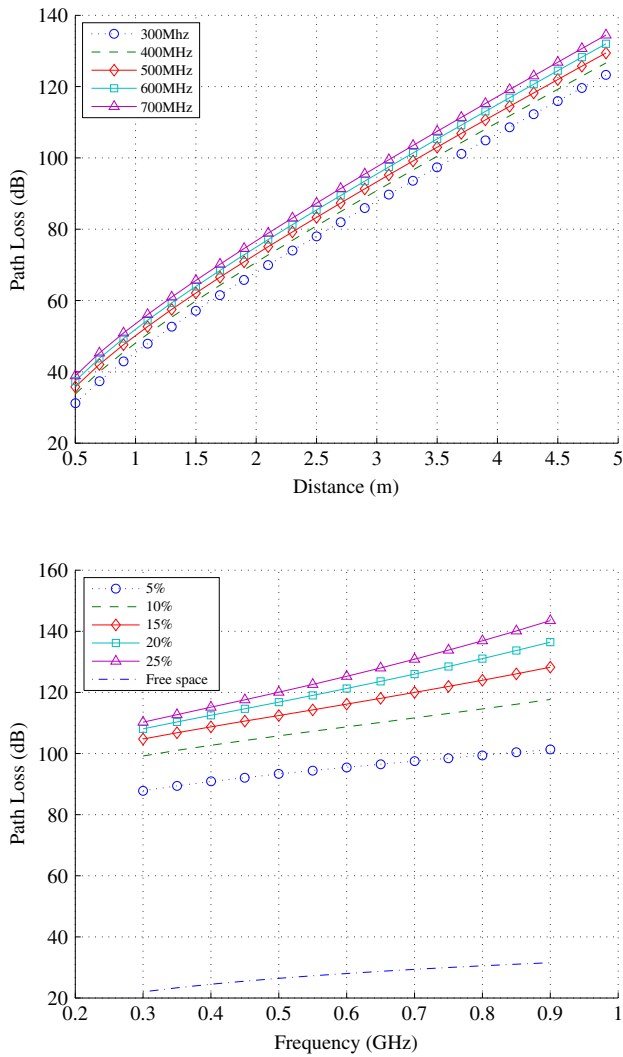 140
120
100
80
60
40
20
Path Loss (dB)
300Mhz
400MHz
500MHz
600MHz
700MHz
0.5 1 1.5 2 2.5 3 3.5 4 4.5 5
Distance (m)
160
140
120
100
80
60
40
20
Path Loss (dB)
5%
10%
15%
20%
25%
Free space
0.2 0.3 0.4 0.5 0.6 0.7 0.8 0.9 1
Frequency (GHz)